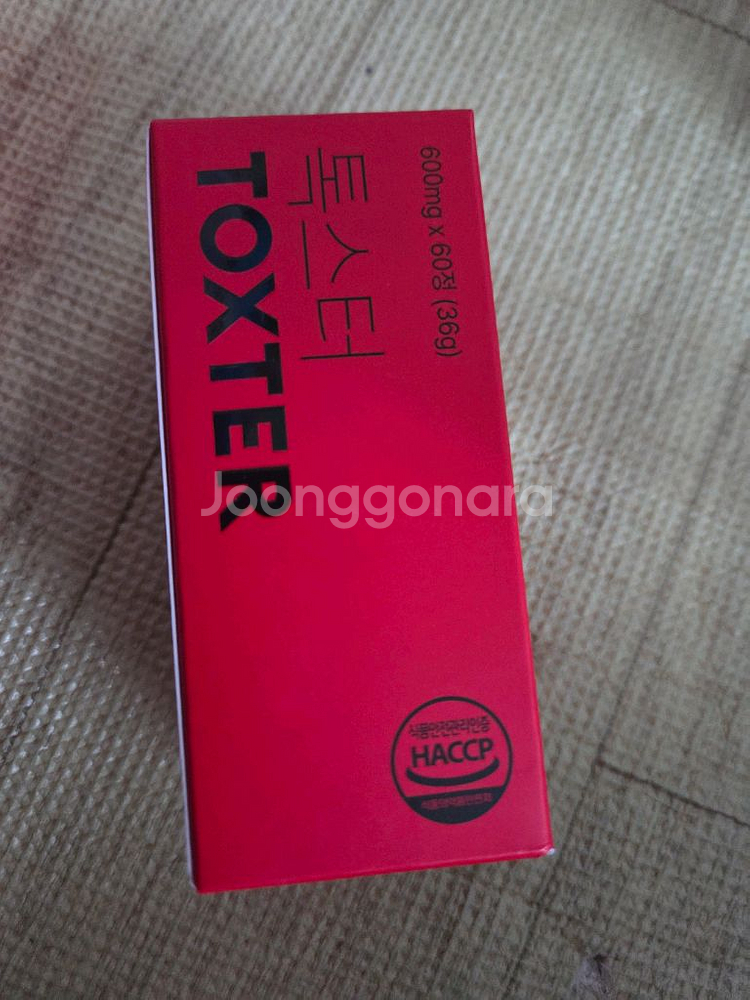 600mg x 60정 (36g)
톡스터
TOXTER
Joonggonara
식품안전관리인증
HACCP
식품의약품안전처